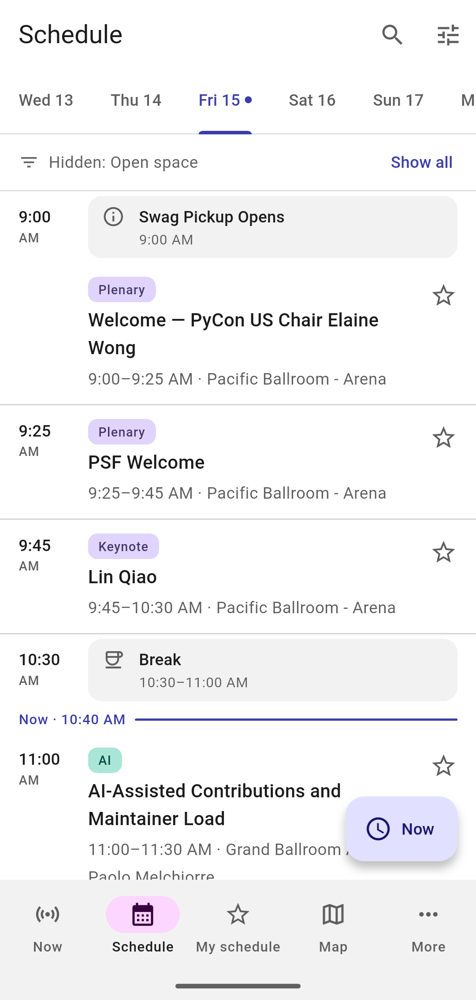 Schedule
Wed 13 Thu 14 Fri 15 Sat 16 Sun 17 M
Hidden: Open space Show all
9:00 AM
Swag Pickup Opens
9:00 AM
Plenary
Welcome — PyCon US Chair Elaine
Wong
9:00–9:25 AM · Pacific Ballroom - Arena
9:25 AM
Plenary
PSF Welcome
9:25–9:45 AM · Pacific Ballroom - Arena
9:45 AM
Keynote
Lin Qiao
9:45–10:30 AM · Pacific Ballroom - Arena
10:30 AM
Break
10:30–11:00 AM
Now · 10:40 AM
11:00 AM
AI
AI-Assisted Contributions and
Maintainer Load
11:00–11:30 AM · Grand Ballroom
Paolo Melchiorre
Now
Now Schedule My schedule Map More